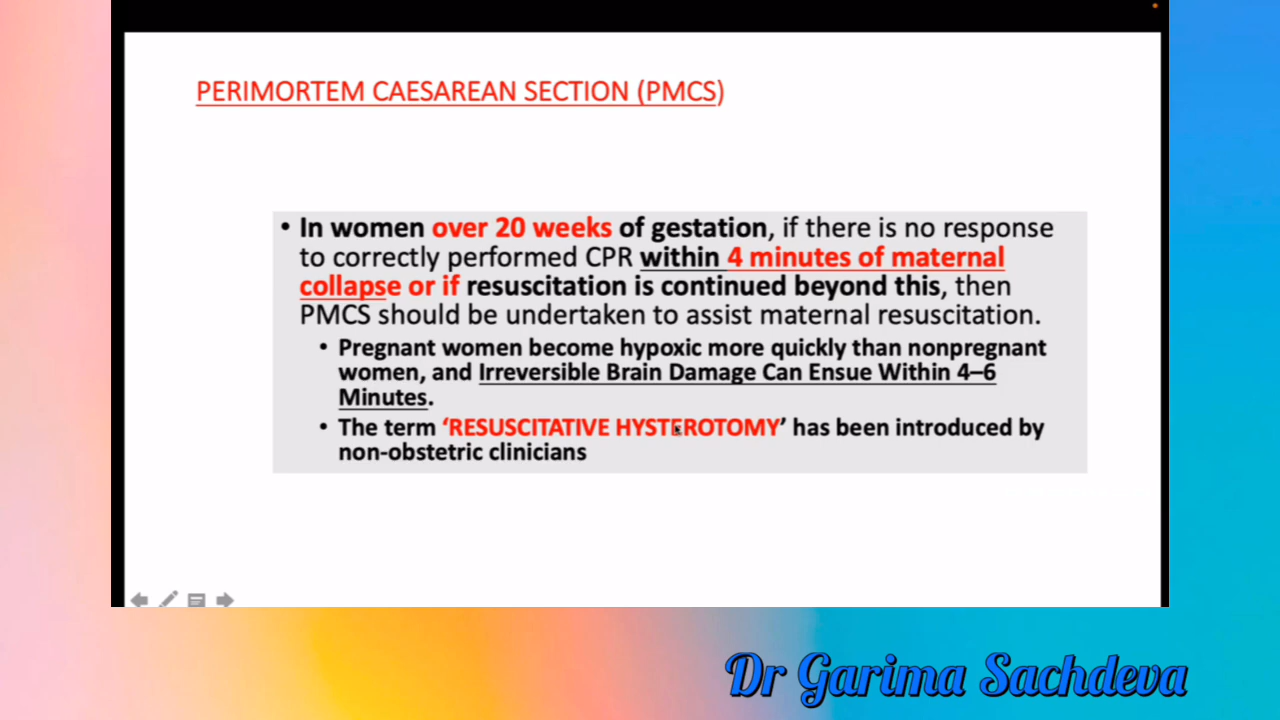 PERIMORTEM CAESAREAN SECTION (PMCS)
• In women over 20 weeks of gestation, if there is no response
to correctly performed CPR within 4 minutes of maternal
collapse or if resuscitation is continued beyond this, then
PMCS should be undertaken to assist maternal resuscitation.
• Pregnant women become hypoxic more quickly than nonpregnant
women, and Irreversible Brain Damage Can Ensue Within 4–6
Minutes.
• The term ‘RESUSCITATIVE HYSTEROTOMY’ has been introduced by
non-obstetric clinicians
Dr Garima Sachdeva